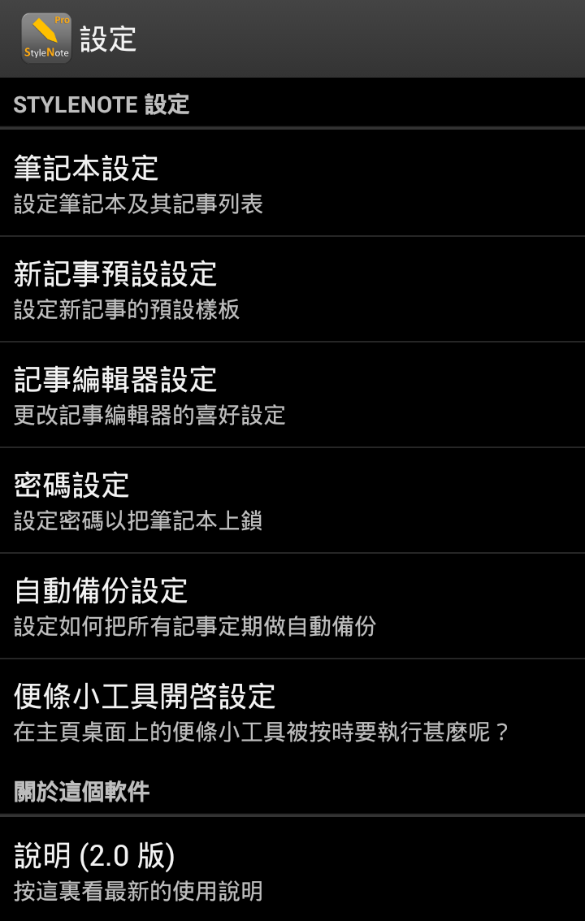 Pro
StyleNote
設定
STYLENOTE 設定
筆記本設定
設定筆記本及其記事列表
新記事預設設定
設定新記事的預設樣板
記事編輯器設定
更改記事編輯器的喜好設定
密碼設定
設定密碼以把筆記本上鎖
自動備份設定
設定如何把所有記事定期做自動備份
便條小工具開啓設定
在主頁桌面上的便條小工具被按時要執行甚麼呢？
關於這個軟件
說明 (2.0 版)
按這裏看最新的使用說明